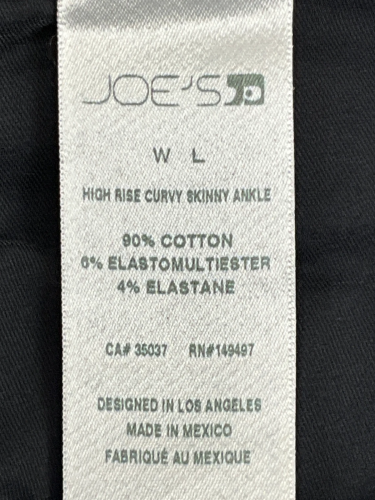 JOE'S
W L
HIGH RISE CURVY SKINNY ANKLE
90% COTTON
6% ELASTOMULTIESTER
4% ELASTANE
CA# 35037 RN#149497
DESIGNED IN LOS ANGELES
MADE IN MEXICO
FABRIQUÉ AU MEXIQUE